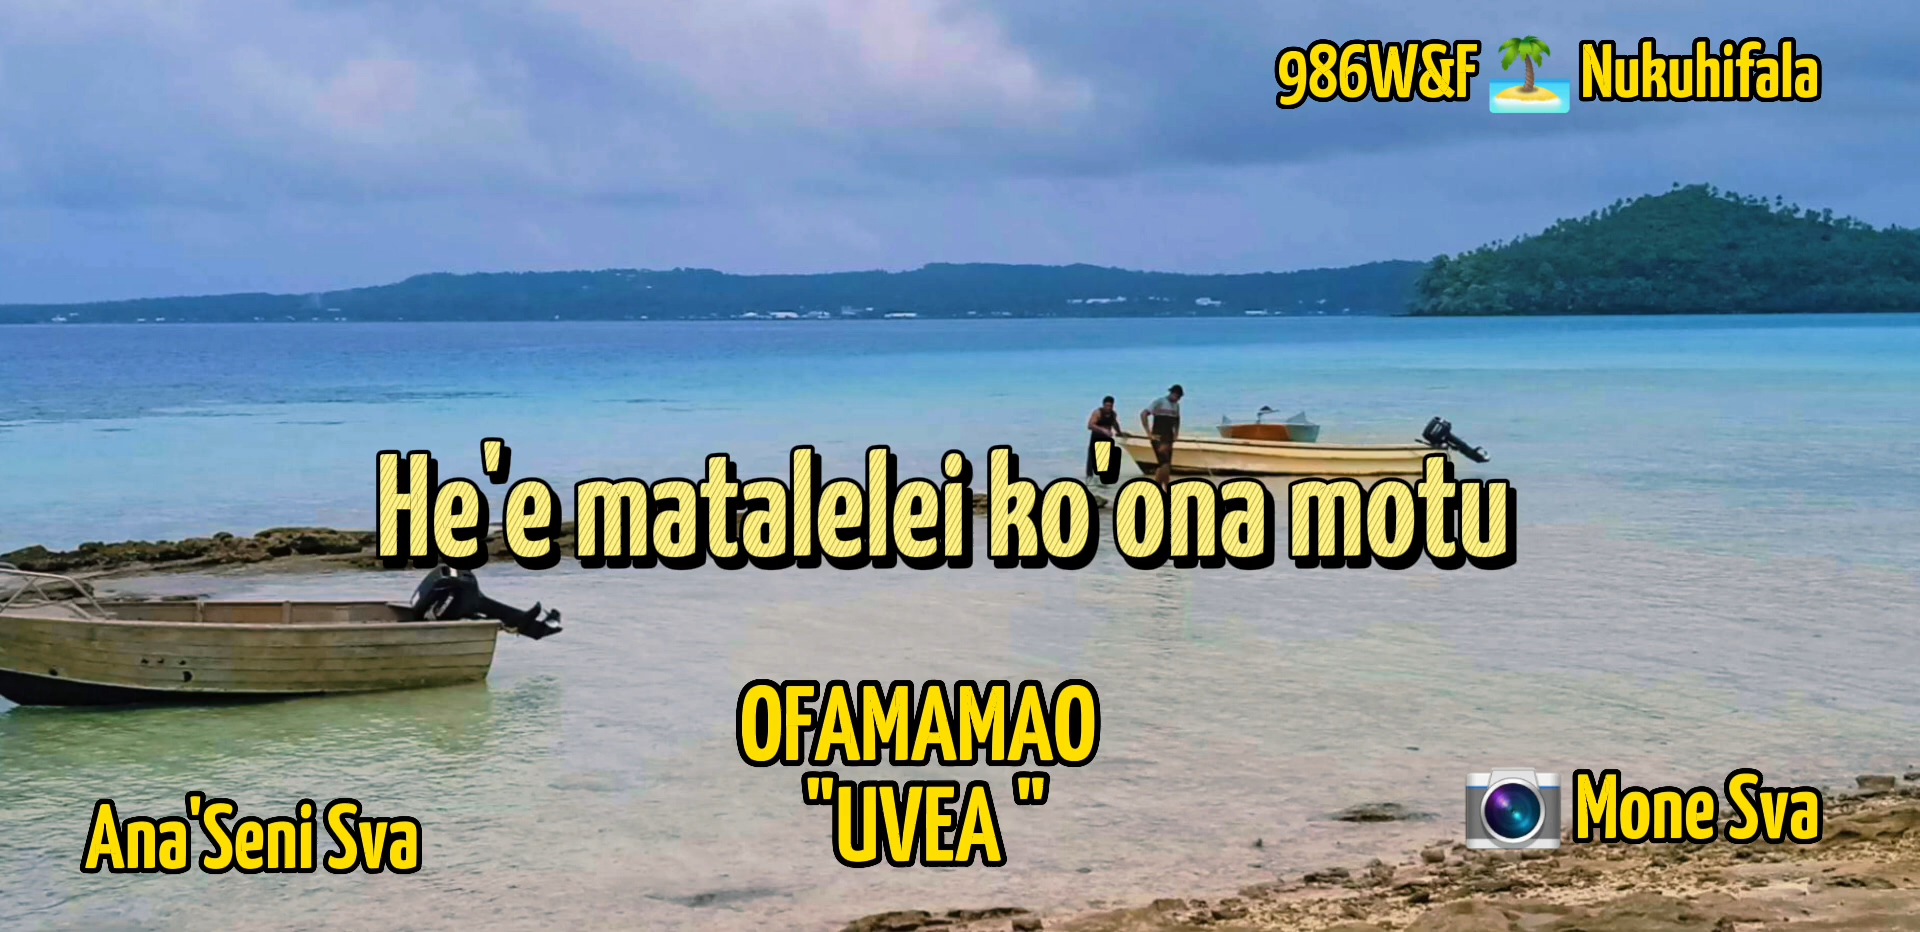 986W&F 🏝 Nukuhifala
He'e matalelei ko'ona motu
OFAMAMAO
"UVEA "
Ana'Seni Sva
📷 Mone Sva